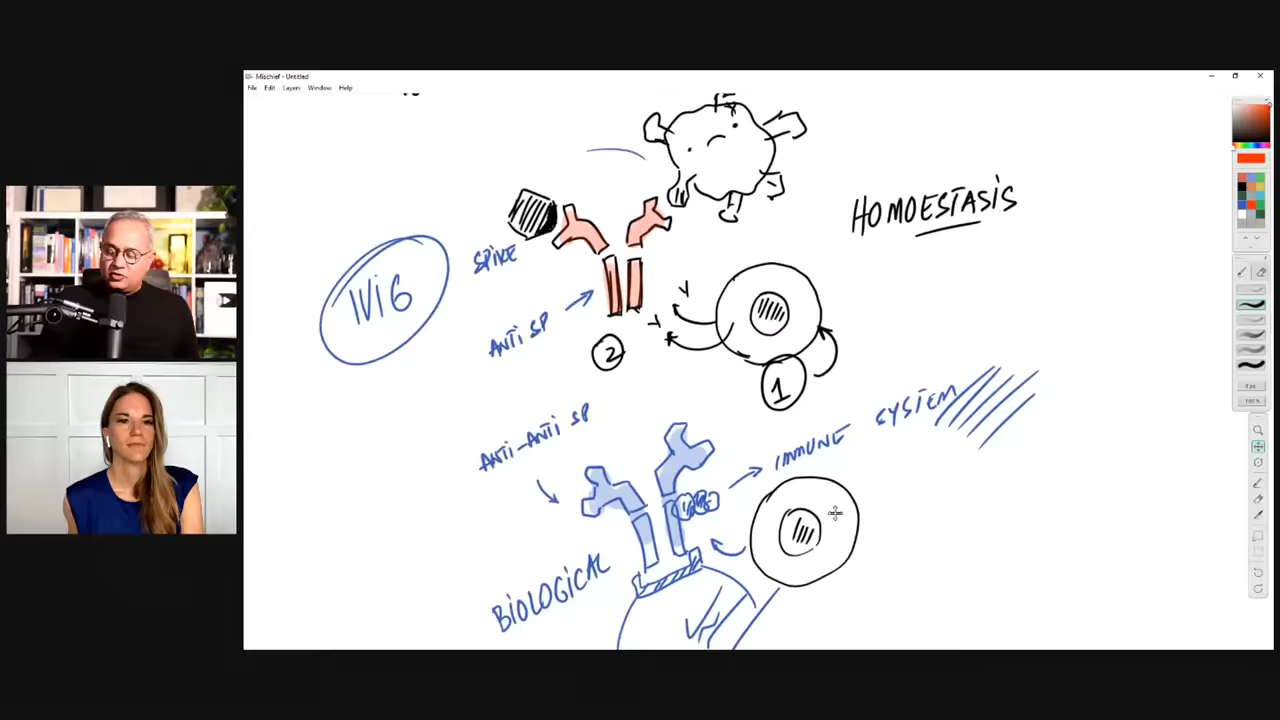 Mischief - Untitled
File Edit Layers Window Help
HOMOESTASIS
SPIKE
IVIG
ANTI SP
2
1
SYSTEM
ANTI-ANTI SP
IMMUNE
BIOLOGICAL